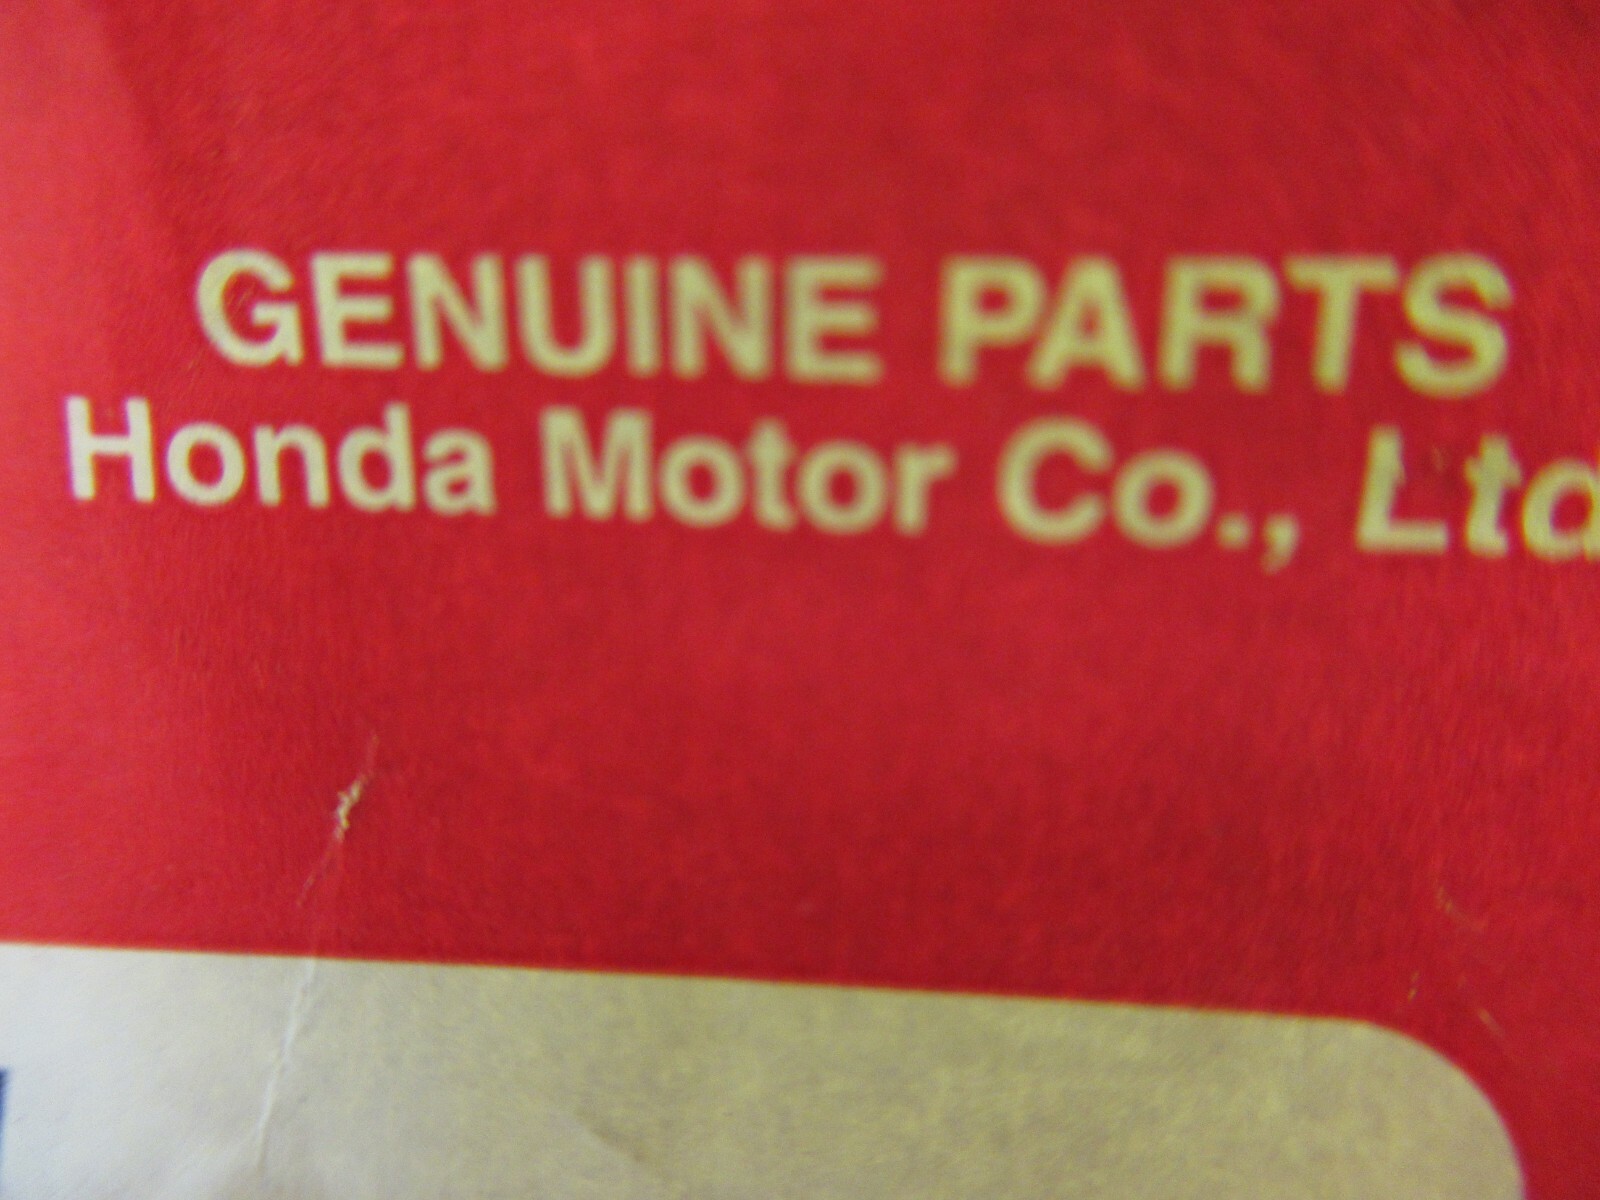 GENUINE PARTS
Honda Motor Co., Ltd